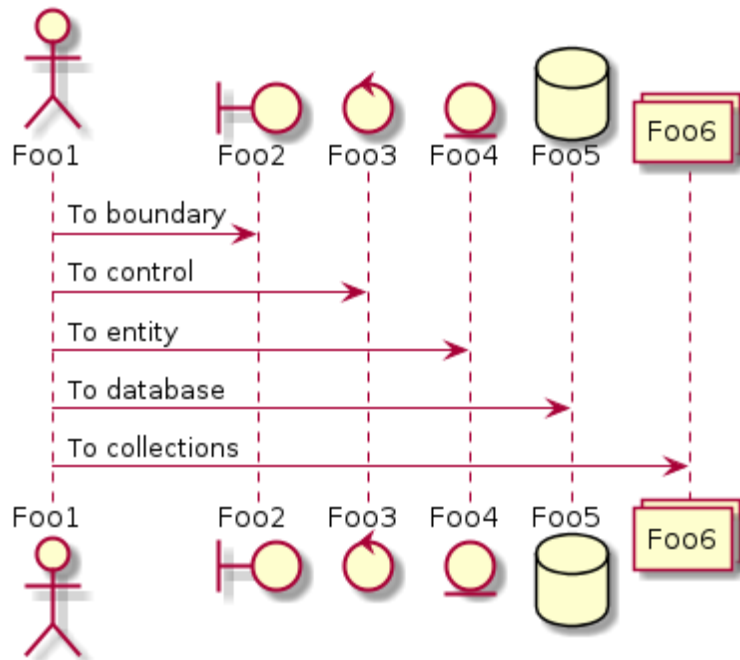 Foo1 Foo2 Foo3 Foo4 Foo5 Foo6
To boundary
To control
To entity
To database
To collections
Foo1 Foo2 Foo3 Foo4 Foo5 Foo6